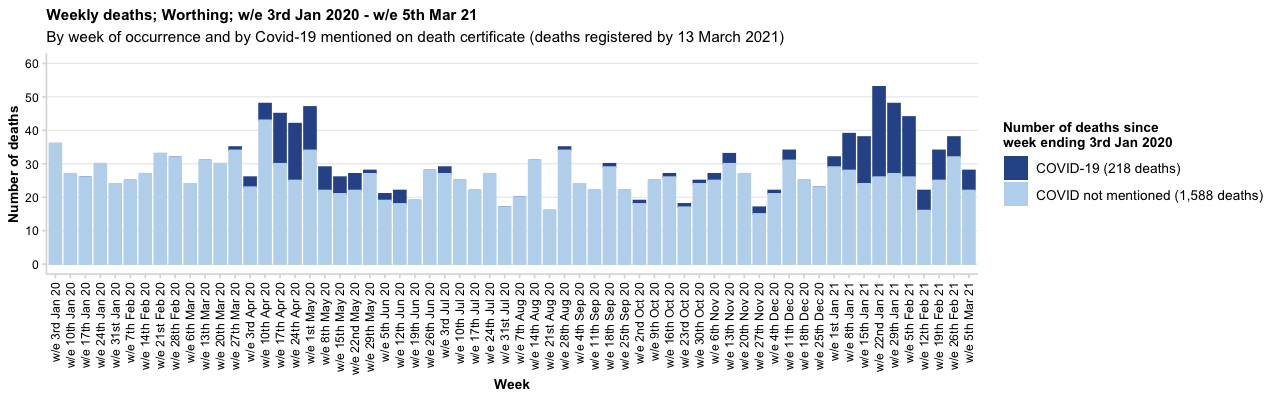 Weekly deaths; Worthing; w/e 3rd Jan 2020 - w/e 5th Mar 21
By week of occurrence and by Covid-19 mentioned on death certificate (deaths registered by 13 March 2021)
Number of deaths
60
50
40
30
20
10
0
w/e 3rd Jan 20
w/e 10th Jan 20
w/e 17th Jan 20
w/e 24th Jan 20
w/e 31st Jan 20
w/e 7th Feb 20
w/e 14th Feb 20
w/e 21st Feb 20
w/e 28th Feb 20
w/e 6th Mar 20
w/e 13th Mar 20
w/e 20th Mar 20
w/e 27th Mar 20
w/e 3rd Apr 20
w/e 10th Apr 20
w/e 17th Apr 20
w/e 24th Apr 20
w/e 1st May 20
w/e 8th May 20
w/e 15th May 20
w/e 22nd May 20
w/e 29th May 20
w/e 5th Jun 20
w/e 12th Jun 20
w/e 19th Jun 20
w/e 26th Jun 20
w/e 3rd Jul 20
w/e 10th Jul 20
w/e 17th Jul 20
w/e 24th Jul 20
w/e 31st Jul 20
w/e 7th Aug 20
w/e 14th Aug 20
w/e 21st Aug 20
w/e 28th Aug 20
w/e 4th Sep 20
w/e 11th Sep 20
w/e 18th Sep 20
w/e 25th Sep 20
w/e 2nd Oct 20
w/e 9th Oct 20
w/e 16th Oct 20
w/e 23rd Oct 20
w/e 30th Oct 20
w/e 6th Nov 20
w/e 13th Nov 20
w/e 20th Nov 20
w/e 27th Nov 20
w/e 4th Dec 20
w/e 11th Dec 20
w/e 18th Dec 20
w/e 25th Dec 20
w/e 1st Jan 21
w/e 8th Jan 21
w/e 15th Jan 21
w/e 22nd Jan 21
w/e 29th Jan 21
w/e 5th Feb 21
w/e 12th Feb 21
w/e 19th Feb 21
w/e 26th Feb 21
w/e 5th Mar 21
Week
Number of deaths since
week ending 3rd Jan 2020
COVID-19 (218 deaths)
COVID not mentioned (1,588 deaths)